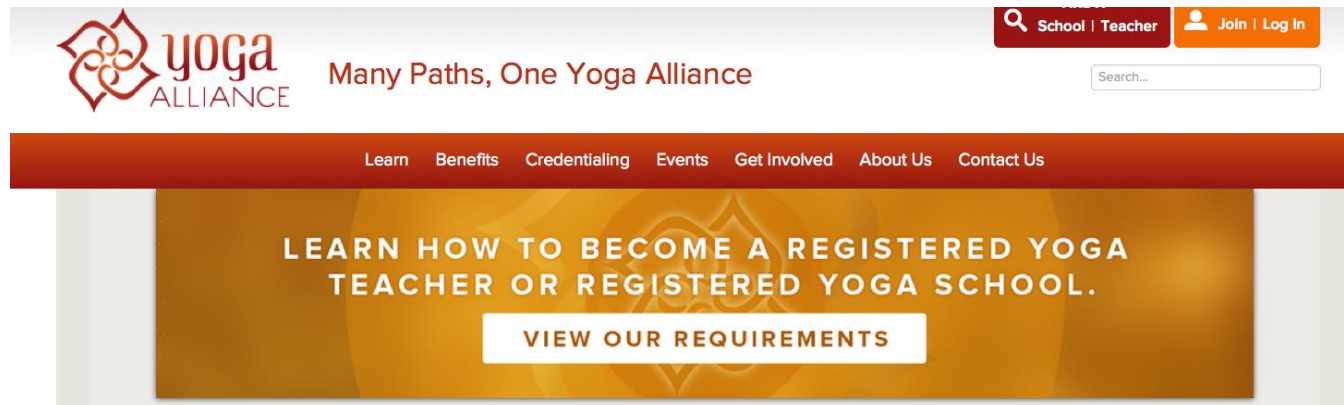 School | Teacher
Join | Log In
yoga
ALLIANCE
Many Paths, One Yoga Alliance
Search...
Learn Benefits Credentialing Events Get Involved About Us Contact Us
LEARN HOW TO BECOME A REGISTERED YOGA
TEACHER OR REGISTERED YOGA SCHOOL.
VIEW OUR REQUIREMENTS